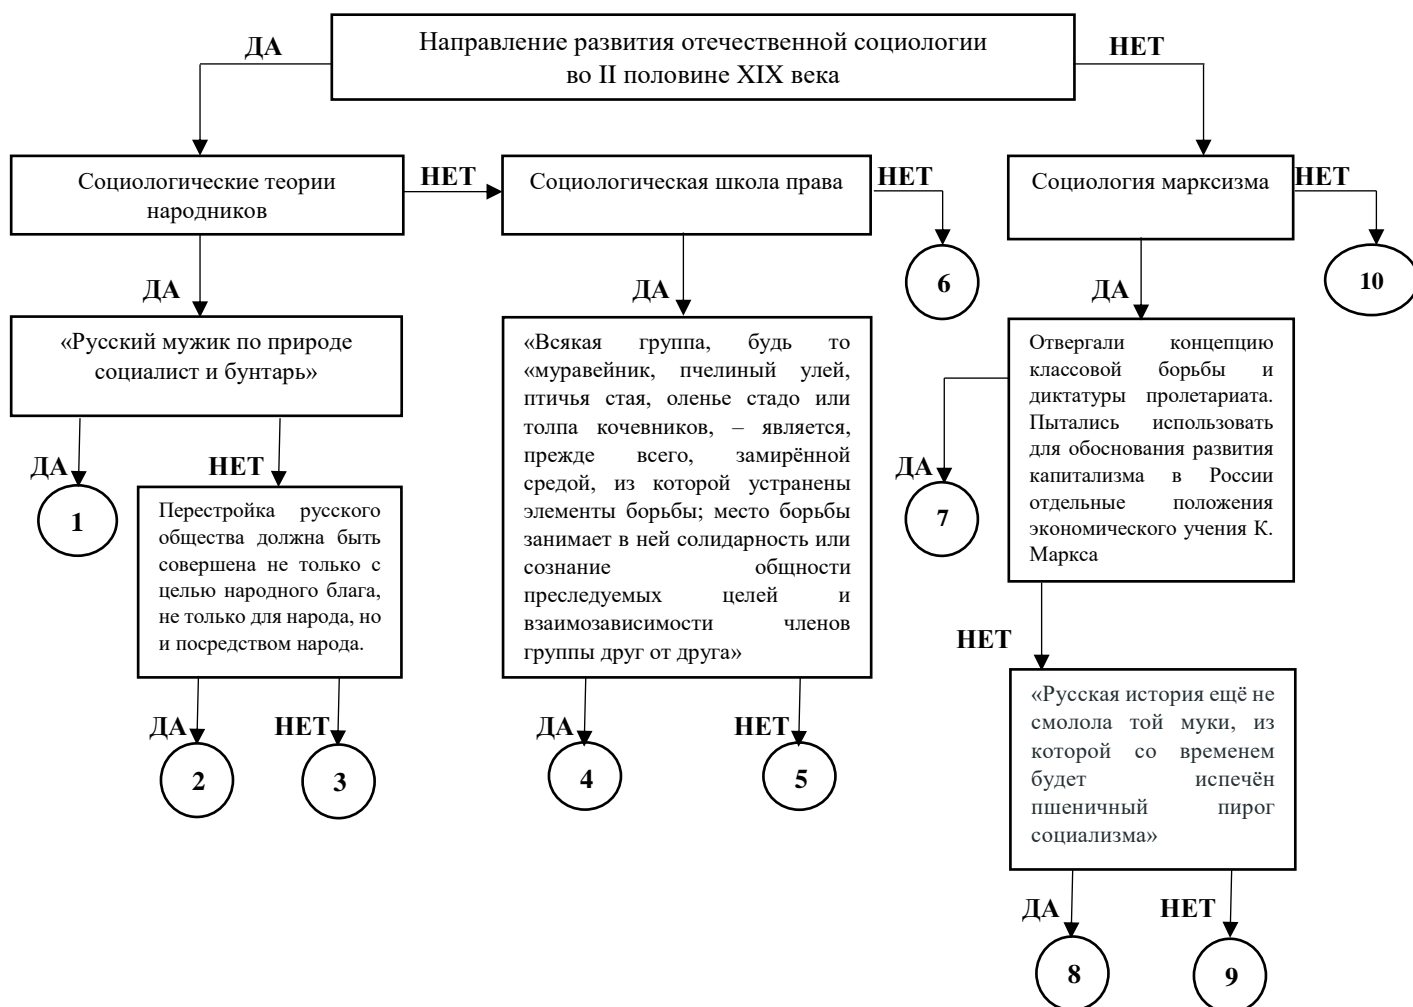 Направление развития отечественной социологии
во II половине XIX века
ДА
НЕТ
Социологические теории
народников
НЕТ
Социологическая школа права
НЕТ
Социология марксизма
НЕТ
6
10
ДА
ДА
ДА
«Русский мужик по природе
социалист и бунтарь»
ДА
НЕТ
1
Перестройка русского
общества должна быть
совершена не только с
целью народного блага,
не только для народа, но
и посредством народа.
ДА
НЕТ
2
3
«Всякая группа, будь то
«муравейник, пчелиный улей,
птичья стая, оленье стадо или
толпа кочевников, – является,
прежде всего, замирённой
средой, из которой устранены
элементы борьбы; место борьбы
занимает в ней солидарность или
сознание общности
преследуемых целей и
взаимозависимости членов
группы друг от друга»
ДА
НЕТ
4
5
Отвергали концепцию
классовой борьбы и
диктатуры пролетариата.
Пытались использовать
для обоснования развития
капитализма в России
отдельные положения
экономического учения К.
Маркса
ДА
7
НЕТ
«Русская история ещё не
смолола той муки, из
которой со временем
будет испечён
пшеничный пирог
социализма»
ДА
НЕТ
8
9